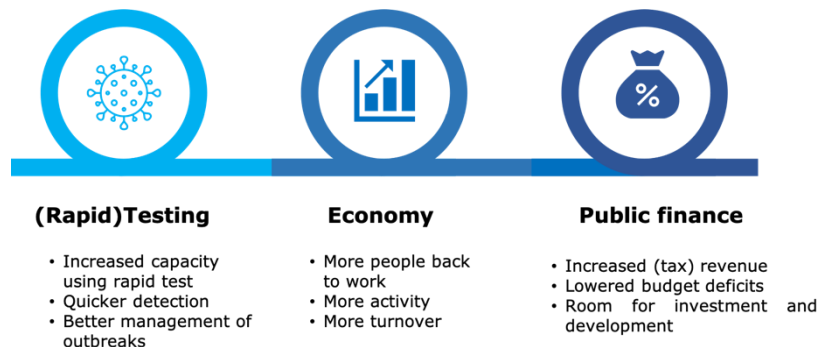 %
(Rapid)Testing
• Increased capacity
using rapid test
• Quicker detection
• Better management of
outbreaks
Economy
• More people back
to work
• More activity
• More turnover
Public finance
• Increased (tax) revenue
• Lowered budget deficits
• Room for investment and
development